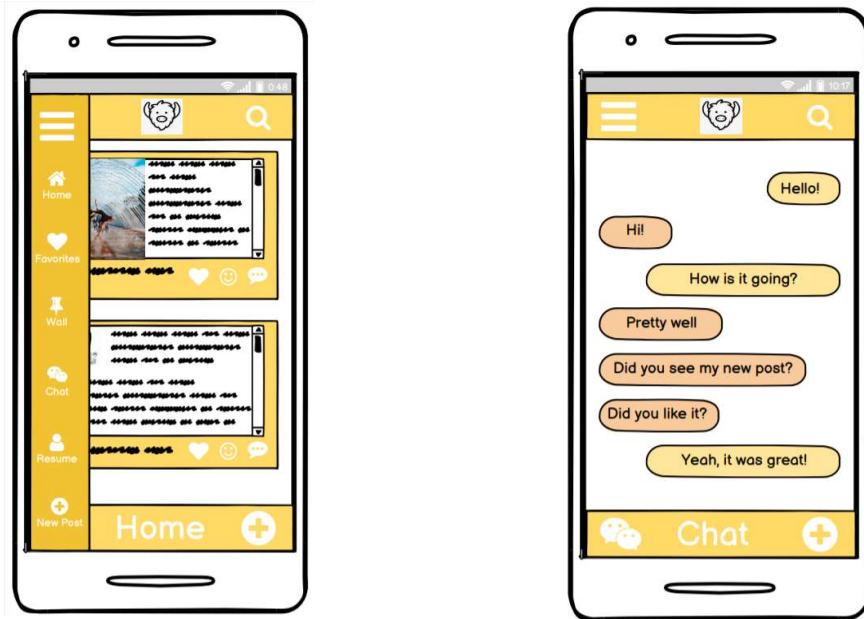 0:48
Home
Favorites
Wall
Chat
Resume
New Post
Home
10:17
Hello!
Hi!
How is it going?
Pretty well
Did you see my new post?
Did you like it?
Yeah, it was great!
Chat